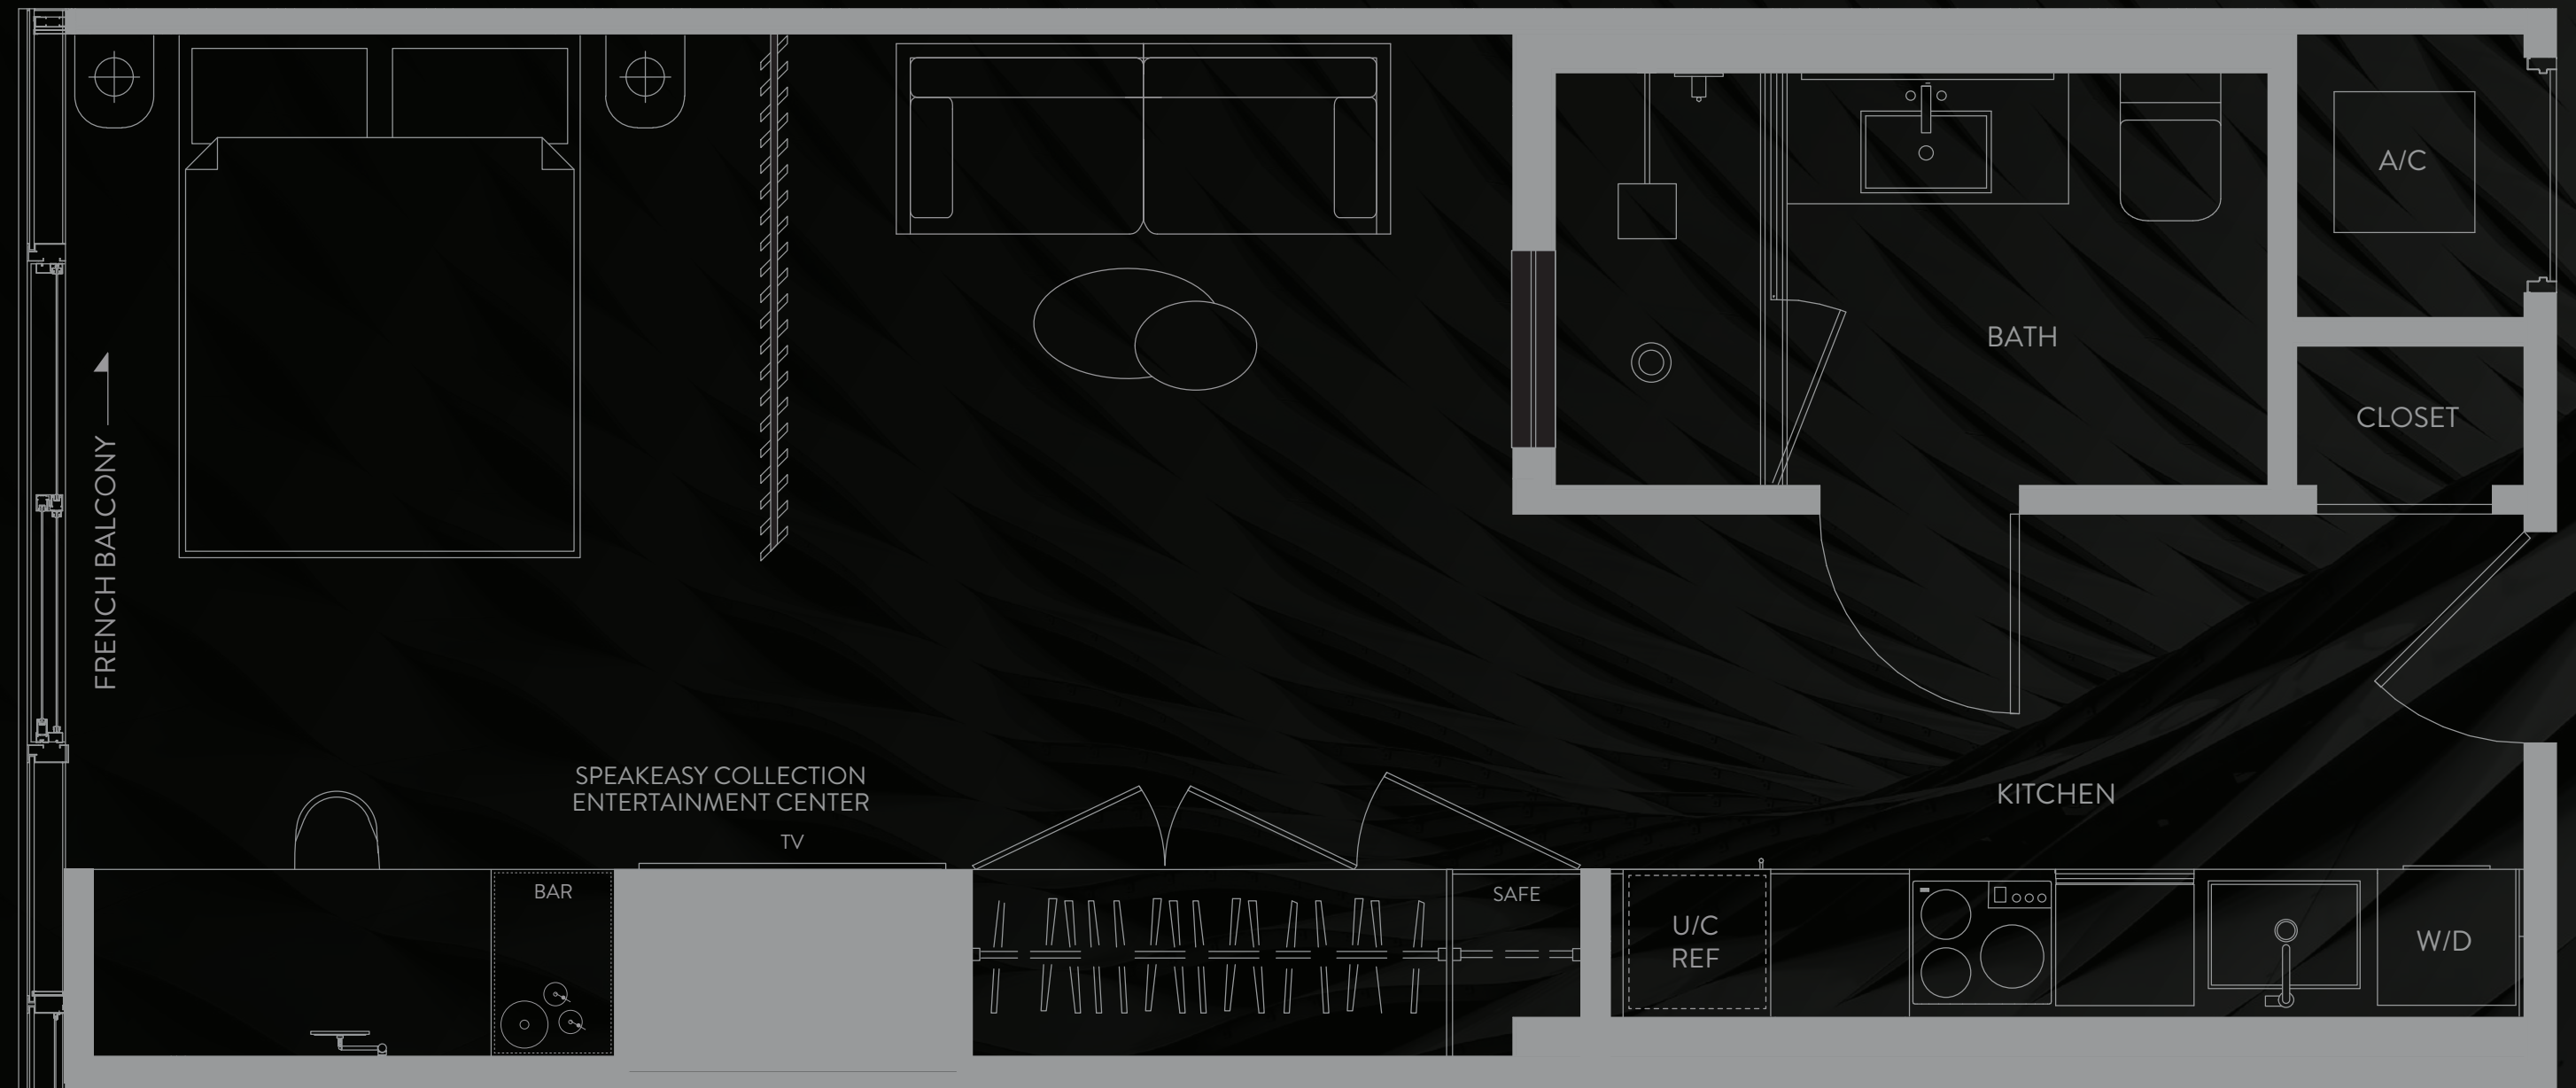 A/C
BATH
CLOSET
FRENCH BALCONY
SPEAKEASY COLLECTION
ENTERTAINMENT CENTER
TV
KITCHEN
BAR
SAFE
U/C
REF
W/D